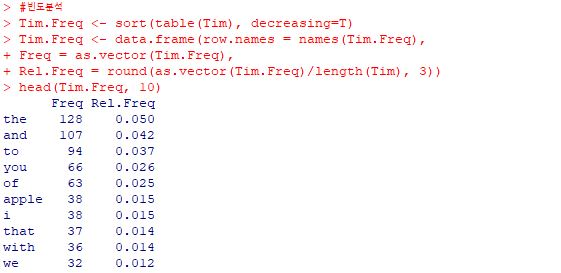 > #빈도분석
> Tim.Freq <- sort(table(Tim), decreasing=T)
> Tim.Freq <- data.frame(row.names = names(Tim.Freq),
+ Freq = as.vector(Tim.Freq),
+ Rel.Freq = round(as.vector(Tim.Freq)/length(Tim), 3))
> head(Tim.Freq, 10)
Freq Rel.Freq
the 128 0.050
and 107 0.042
to 94 0.037
you 66 0.026
of 63 0.025
apple 38 0.015
i 38 0.015
that 37 0.014
with 36 0.014
we 32 0.012